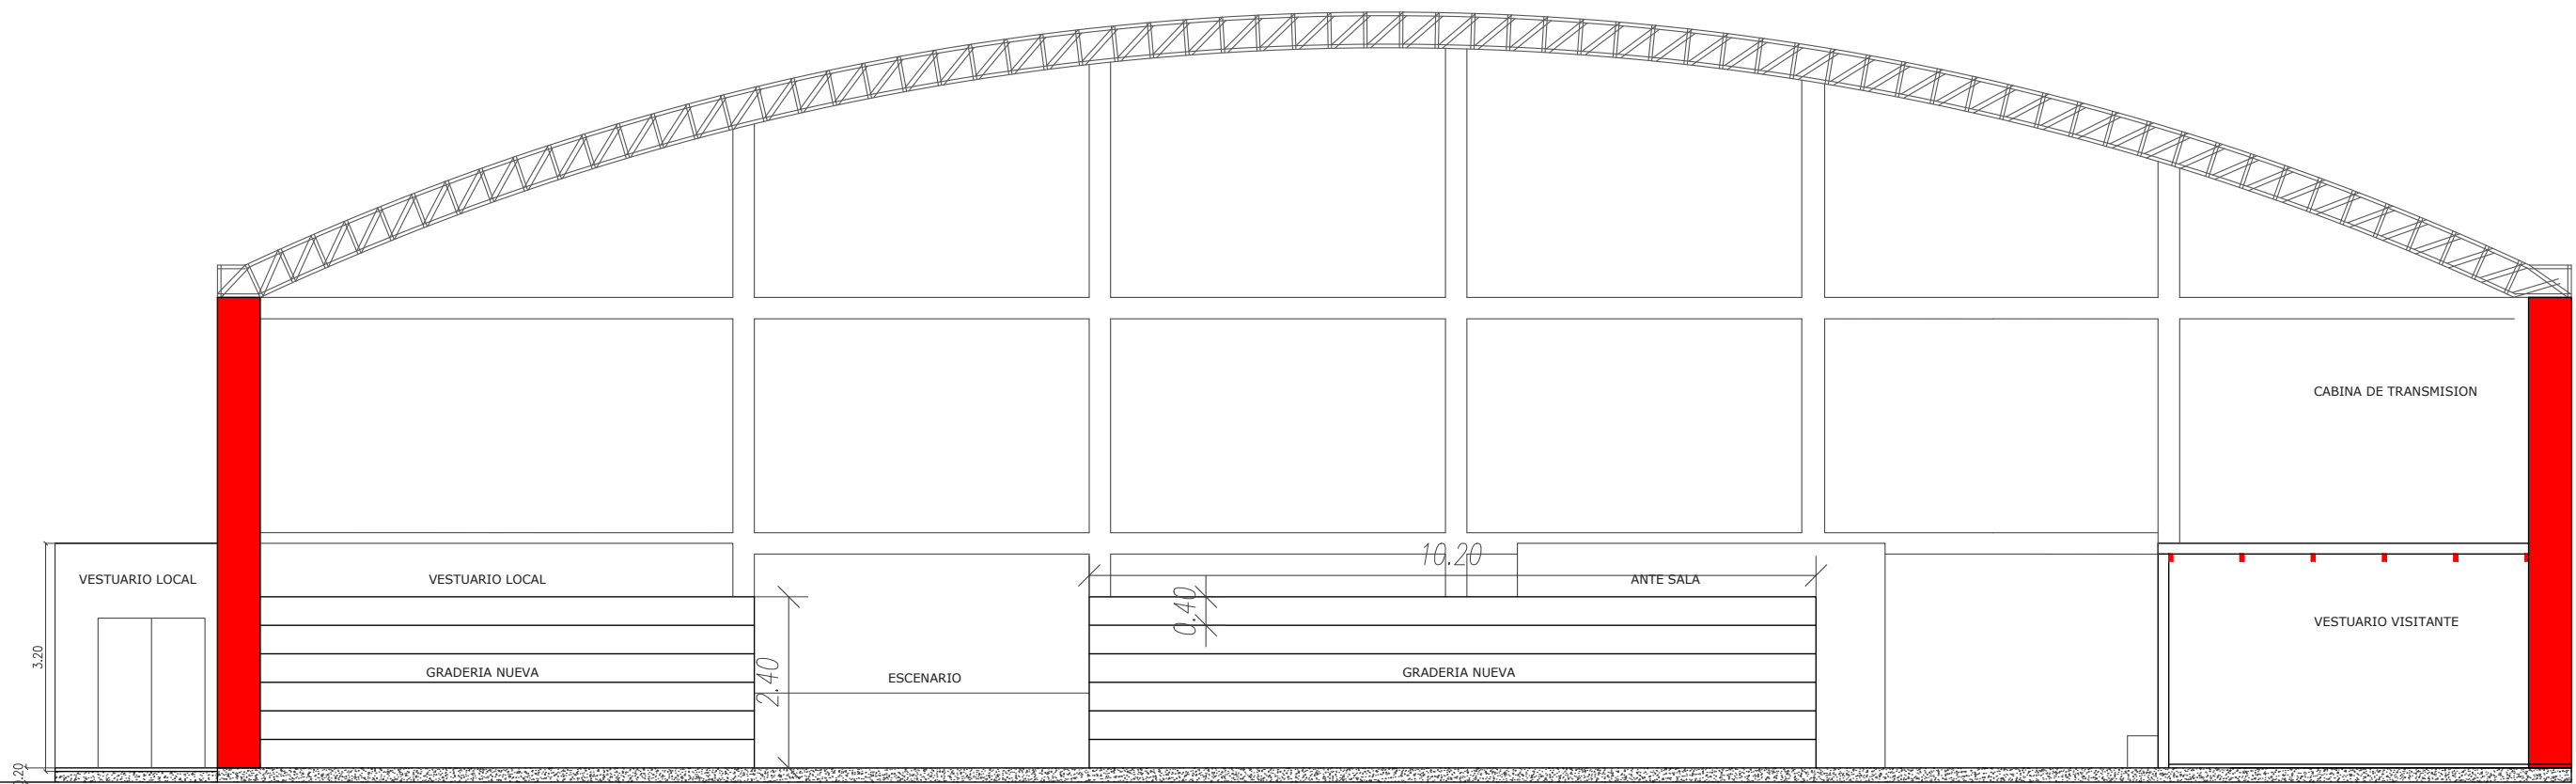 CABINA DE TRANSMISION
10.20
VESTUARIO LOCAL
VESTUARIO LOCAL
ANTE SALA
0.40
VESTUARIO VISITANTE
3.20
GRADERIA NUEVA
2.40
ESCENARIO
GRADERIA NUEVA
.20